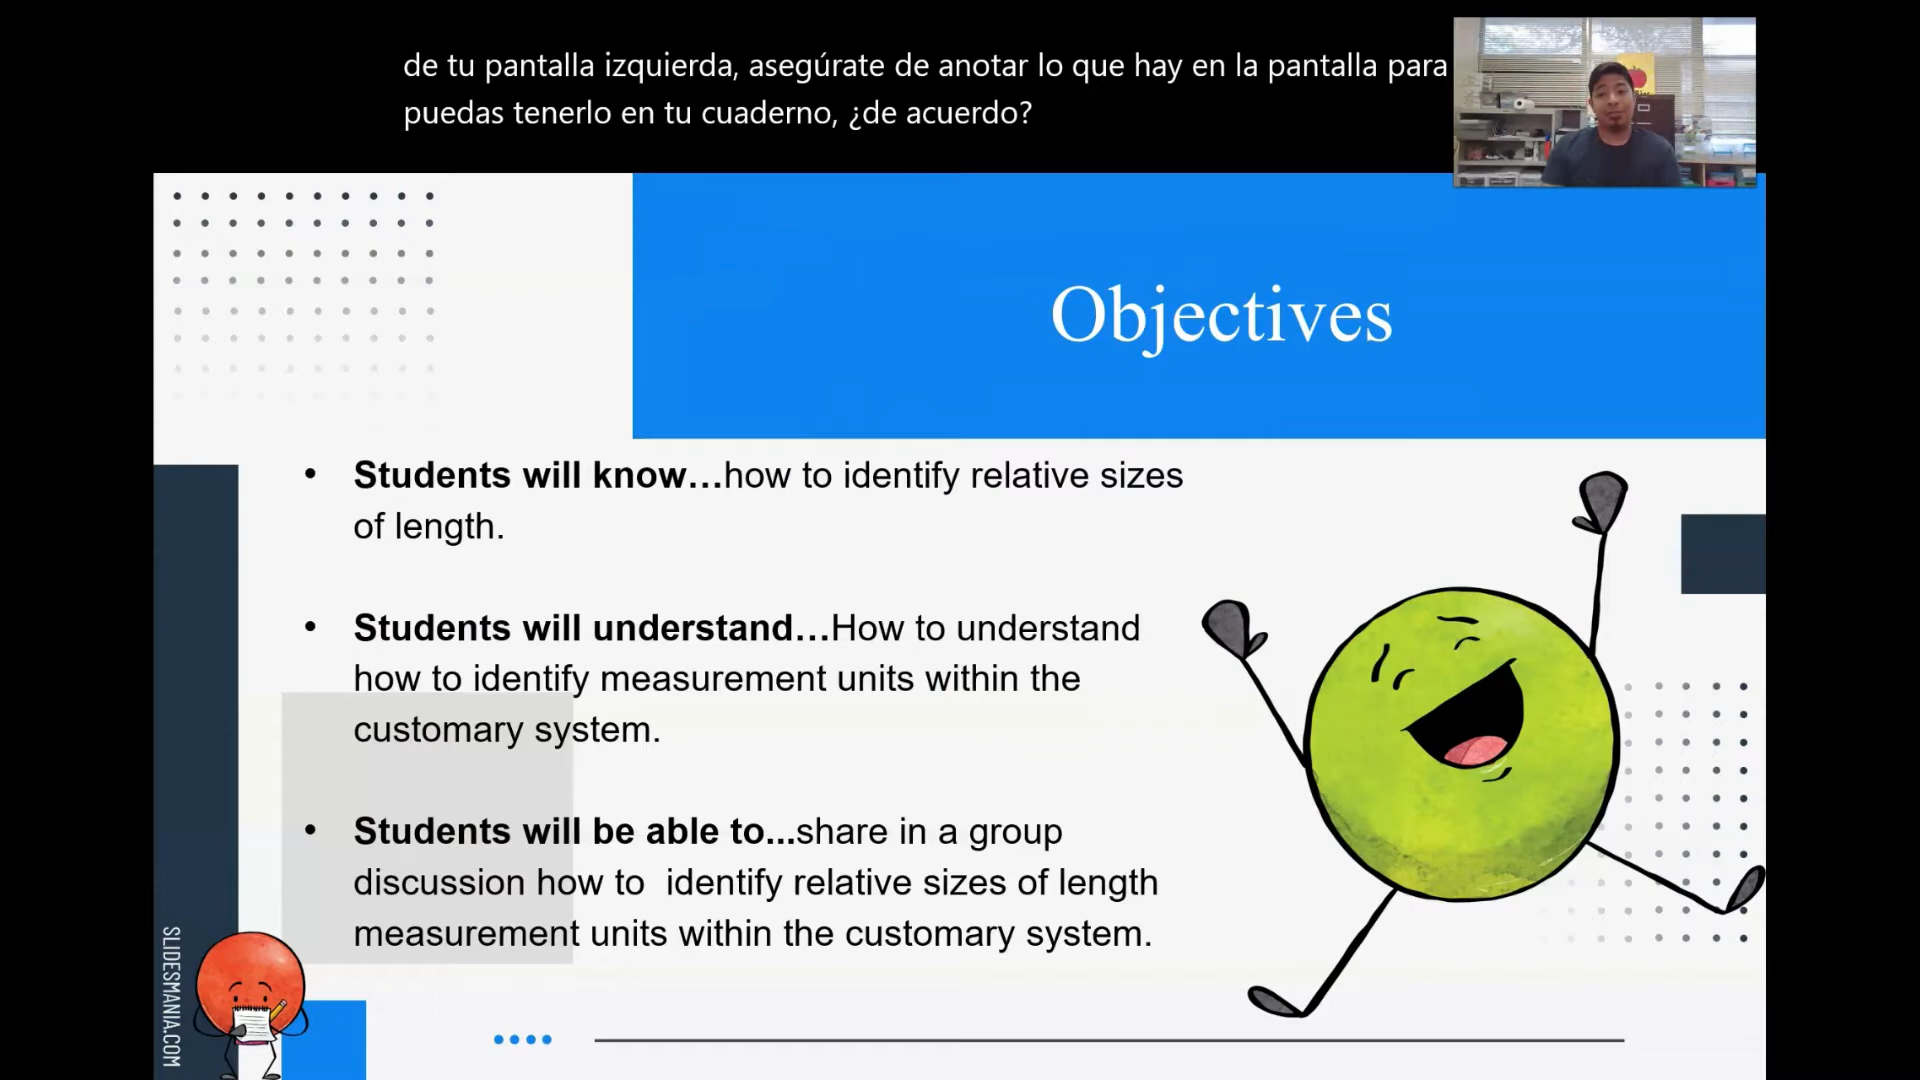 de tu pantalla izquierda, asegúrate de anotar lo que hay en la pantalla para
puedas tenerlo en tu cuaderno, ¿de acuerdo?
Objectives
• Students will know…how to identify relative sizes
of length.
• Students will understand…How to understand
how to identify measurement units within the
customary system.
• Students will be able to...share in a group
discussion how to  identify relative sizes of length
measurement units within the customary system.
SLIDESMANIA.COM